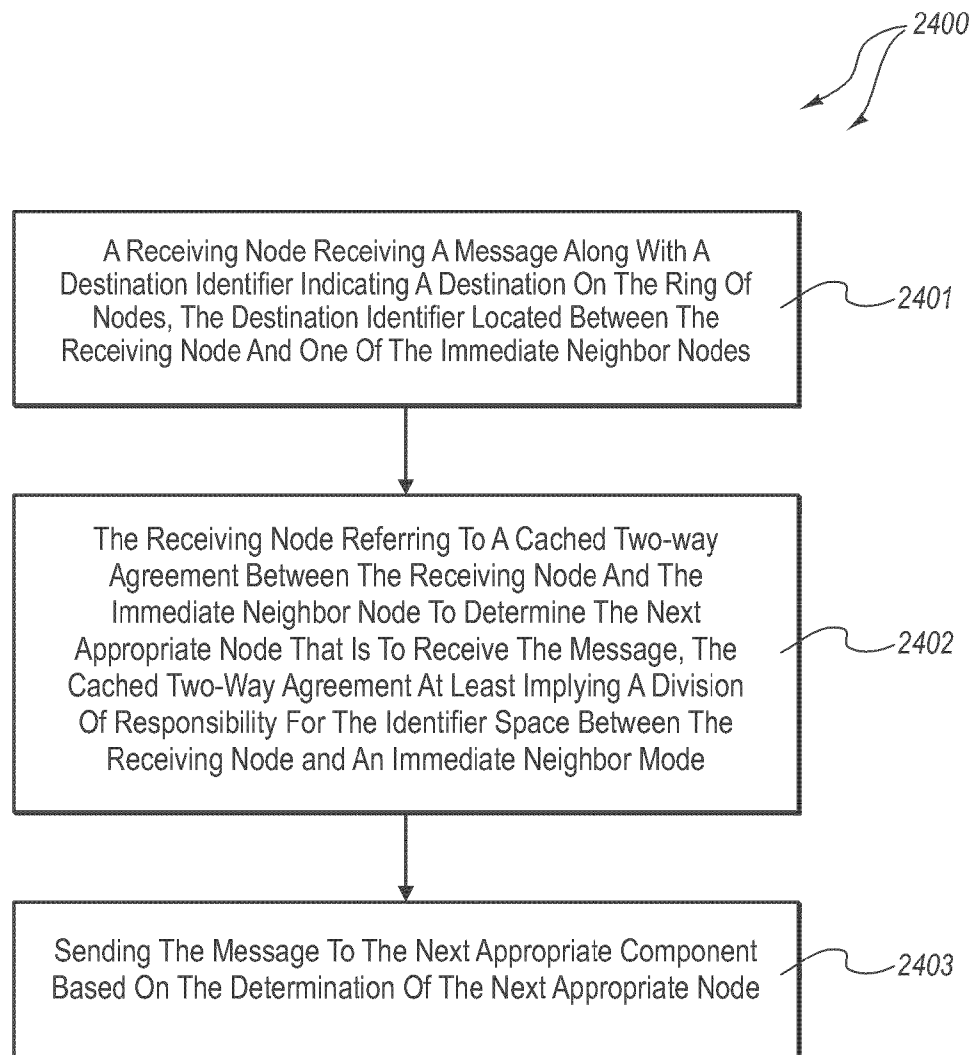 2400
A Receiving Node Receiving A Message Along With A
Destination Identifier Indicating A Destination On The Ring Of
Nodes, The Destination Identifier Located Between The
Receiving Node And One Of The Immediate Neighbor Nodes
2401
The Receiving Node Referring To A Cached Two-way
Agreement Between The Receiving Node And The
Immediate Neighbor Node To Determine The Next
Appropriate Node That Is To Receive The Message, The
Cached Two-Way Agreement At Least Implying A Division
Of Responsibility For The Identifier Space Between The
Receiving Node and An Immediate Neighbor Mode
2402
Sending The Message To The Next Appropriate Component
Based On The Determination Of The Next Appropriate Node
2403